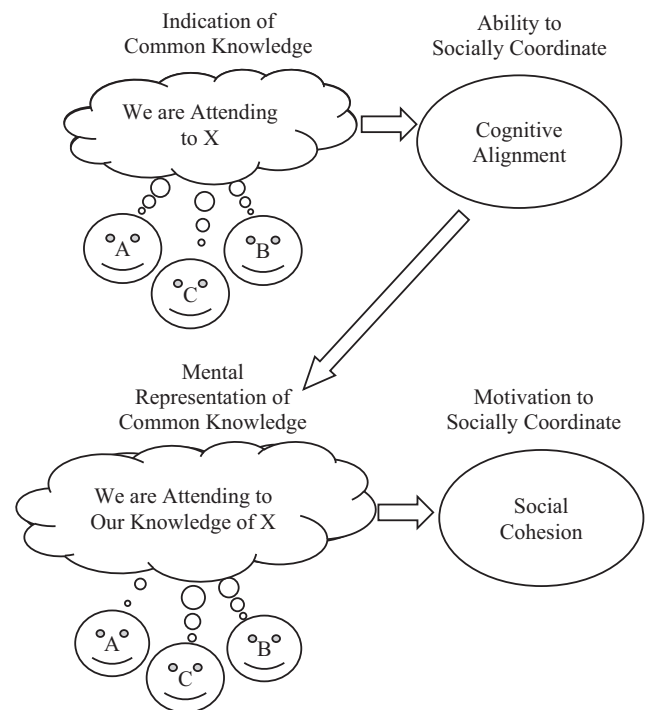 Indication of
Common Knowledge
Ability to
Socially Coordinate
We are Attending
to X
Cognitive
Alignment
A
B
C
Mental
Representation of
Common Knowledge
Motivation to
Socially Coordinate
We are Attending to
Our Knowledge of X
Social
Cohesion
A
B
C